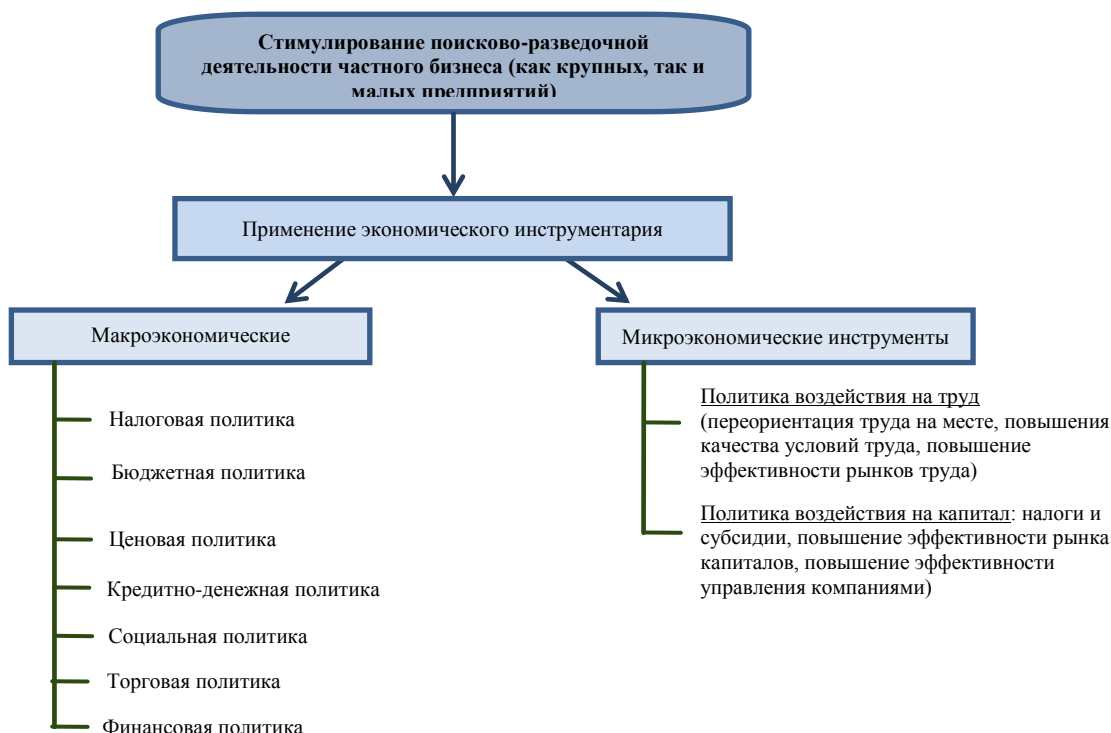 Стимулирование поисково-разведочной
деятельности частного бизнеса (как крупных, так и
малых предприятий)
Применение экономического инструментария
Макроэкономические
Микроэкономические инструменты
Налоговая политика
Бюджетная политика
Ценовая политика
Кредитно-денежная политика
Социальная политика
Торговая политика
Финансовая политика
Политика воздействия на труд
(переориентация труда на месте, повышения
качества условий труда, повышение
эффективности рынков труда)
Политика воздействия на капитал: налоги и
субсидии, повышение эффективности рынка
капиталов, повышение эффективности
управления компаниями)